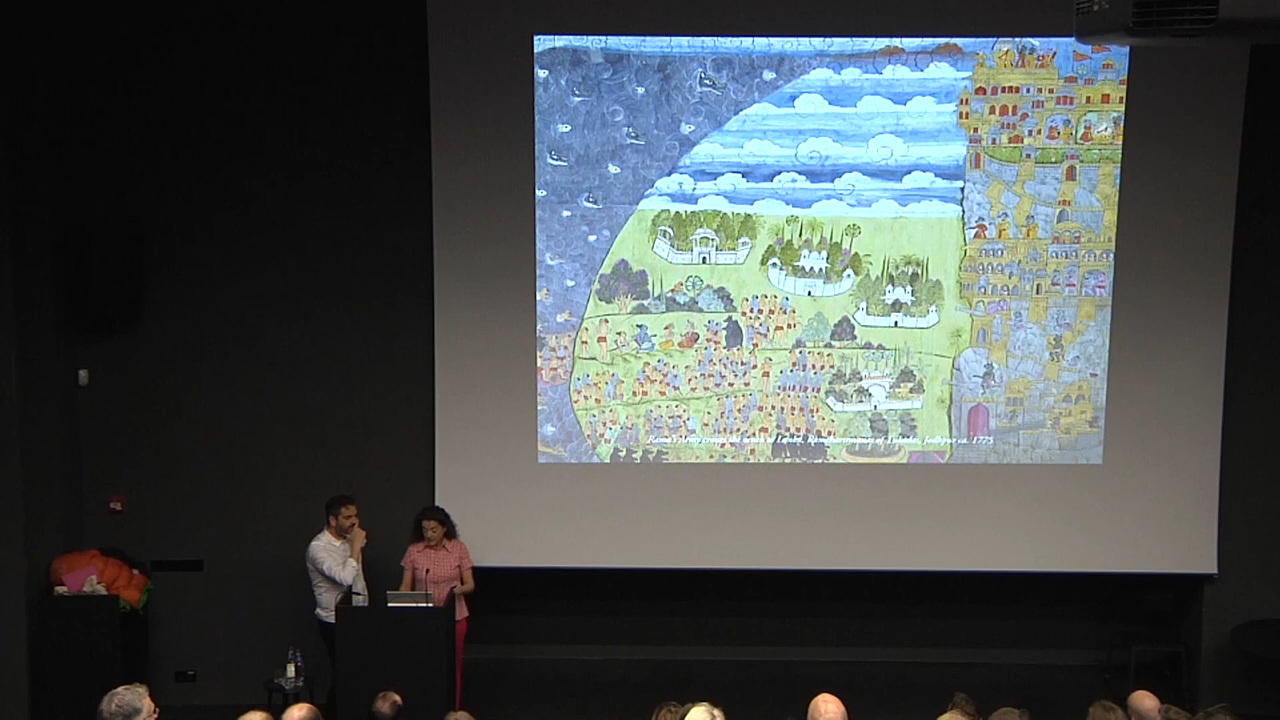 Rama's Army crosses the ocean to Lanka, Ramcharitmanas of Tulsidas, Jodhpur ca. 1775